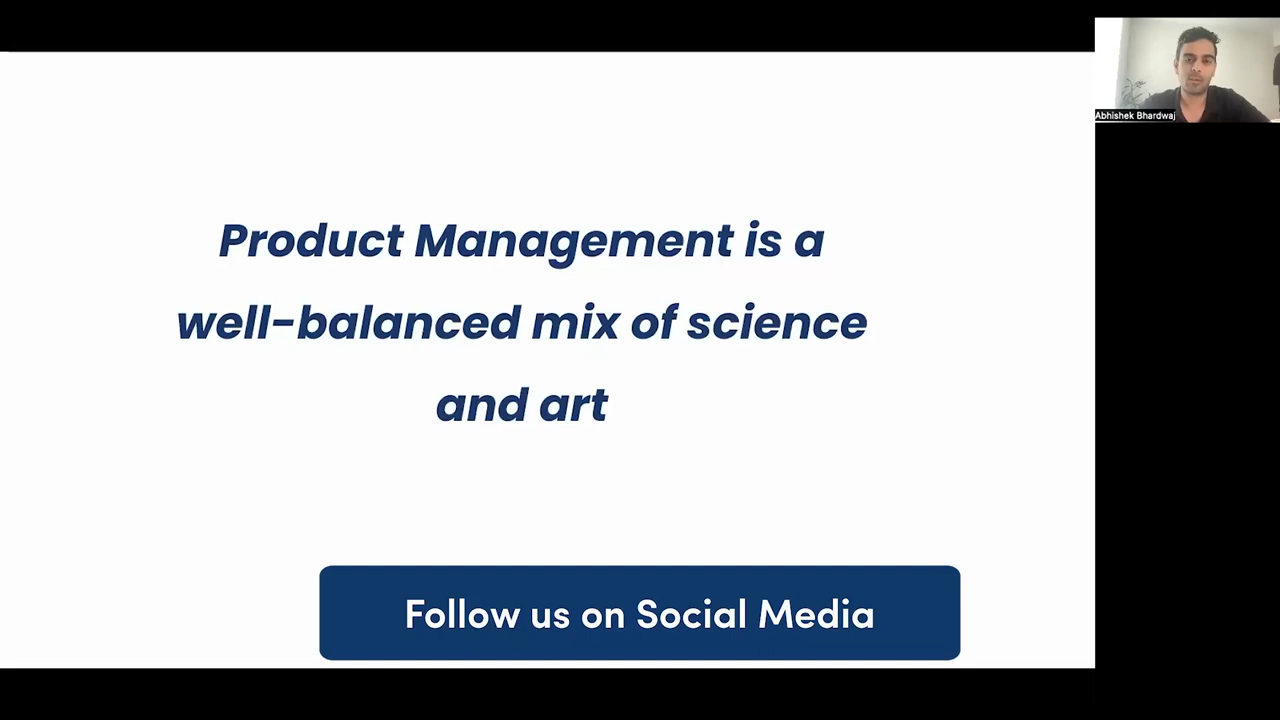 Product Management is a
well-balanced mix of science
and art
Follow us on Social Media
Abhishek Bhardwaj